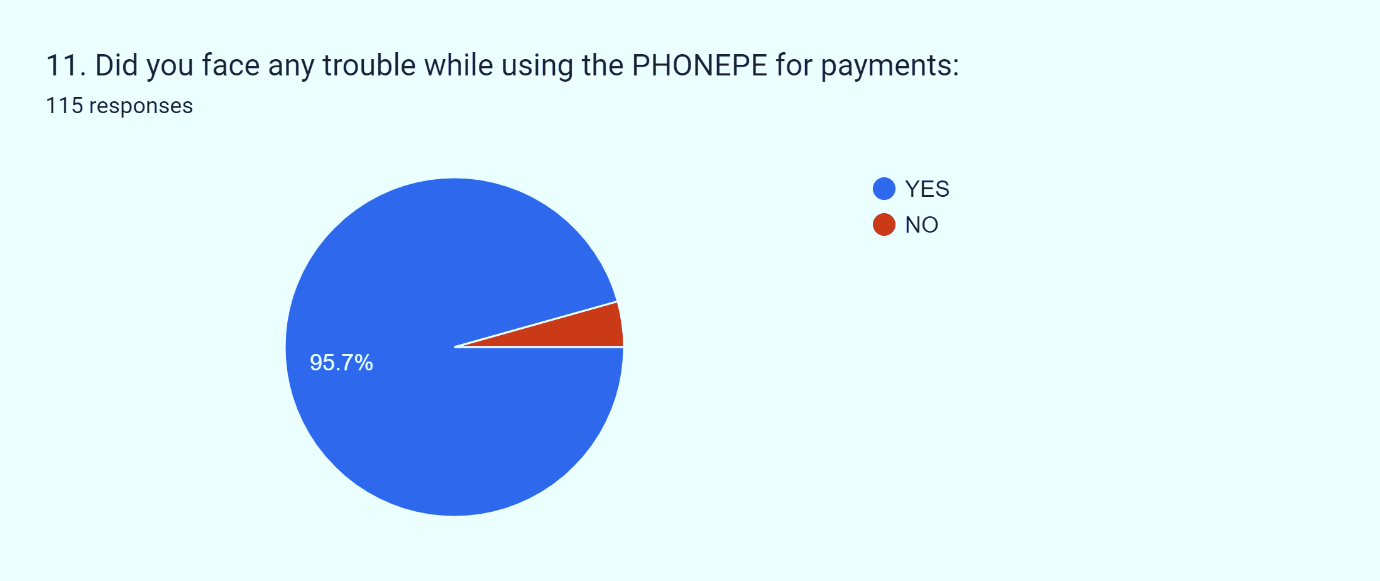 11. Did you face any trouble while using the PHONEPE for payments:
115 responses
YES
NO
95.7%